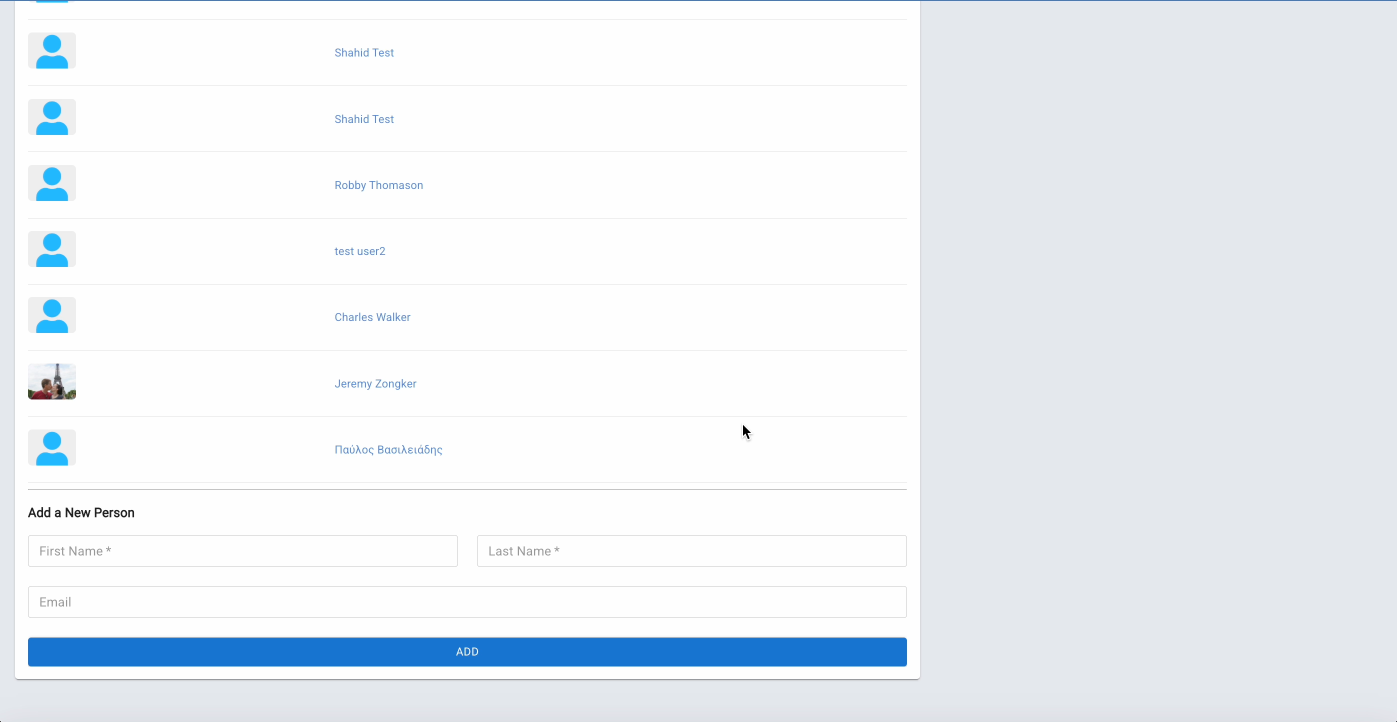 Shahid Test
Shahid Test
Robby Thomason
test user2
Charles Walker
Jeremy Zongker
Παύλος Βασιλειάδης
Add a New Person
First Name *
Last Name *
Email
ADD